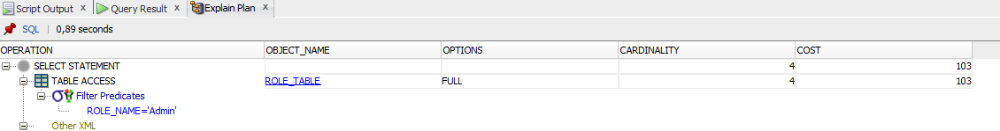 Script Output x Query Result x Explain Plan x
SQL | 0,89 seconds
OPERATION OBJECT_NAME OPTIONS CARDINALITY COST
SELECT STATEMENT 4 103
TABLE ACCESS ROLE_TABLE FULL 4 103
Filter Predicates
ROLE_NAME='Admin'
Other XML